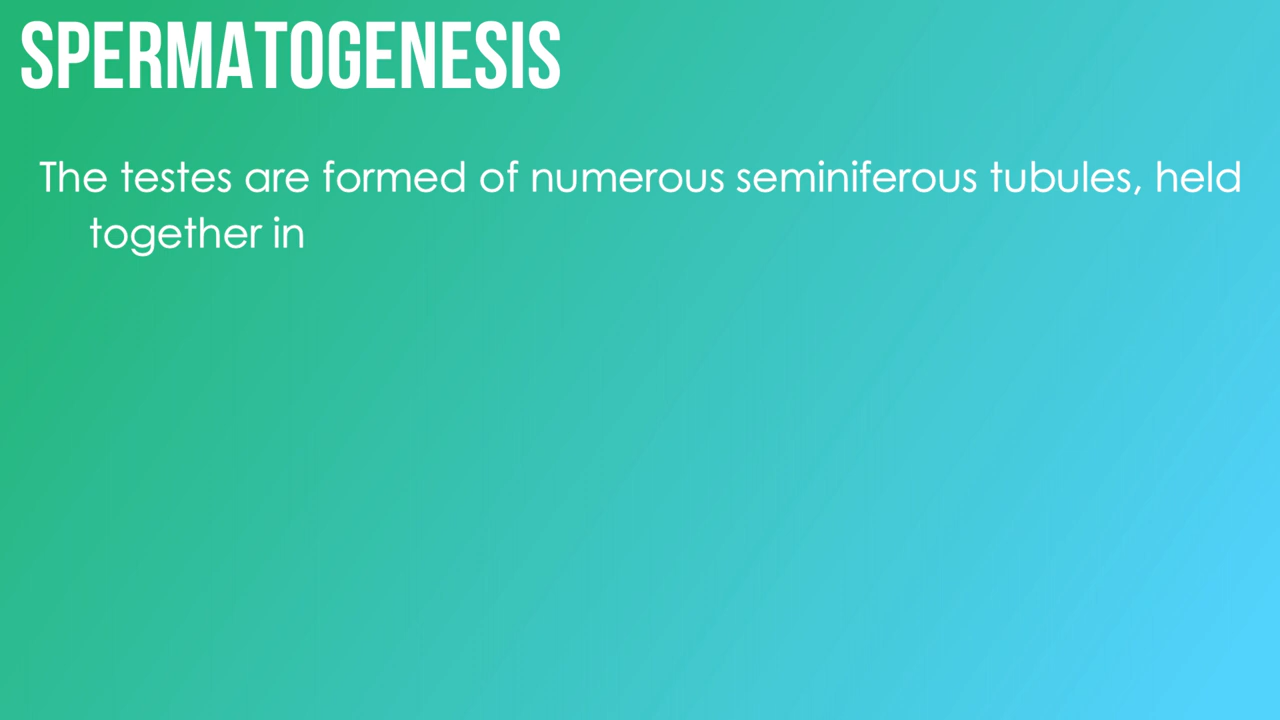 SPERMATOGENESIS
The testes are formed of numerous seminiferous tubules, held
together in